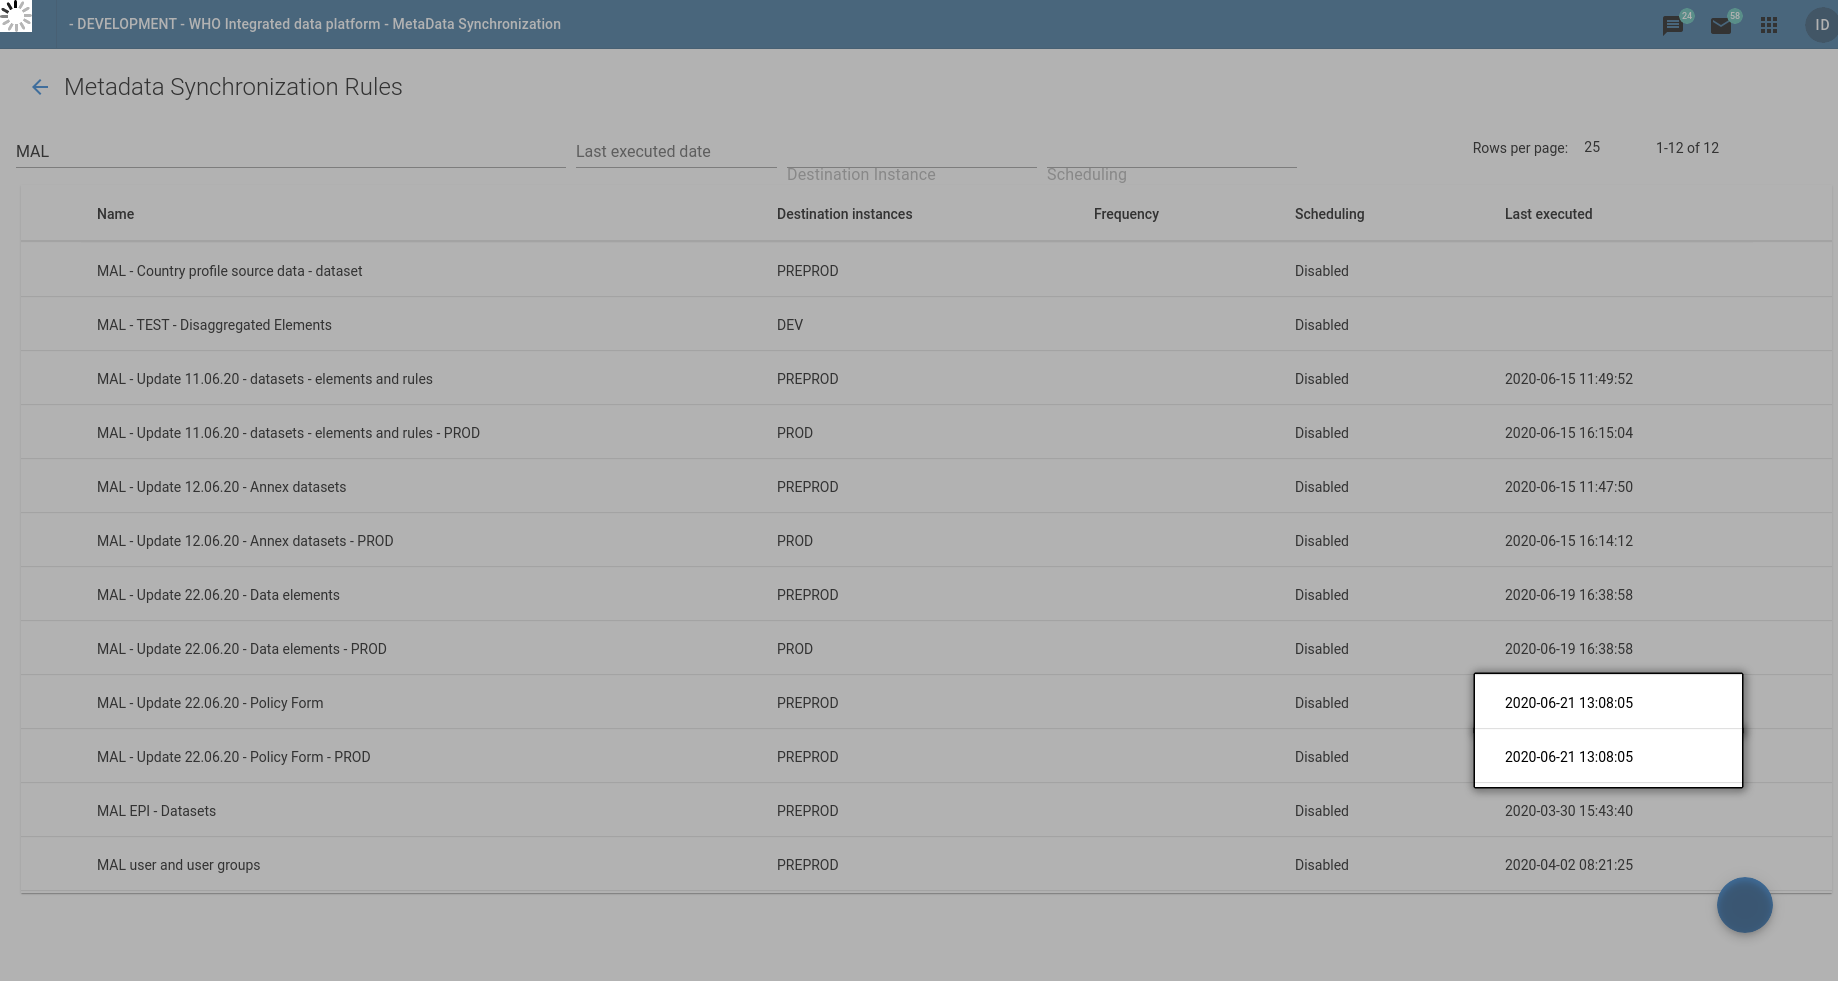 - DEVELOPMENT - WHO Integrated data platform - MetaData Synchronization 24 58 ID
Metadata Synchronization Rules
MAL Last executed date Destination Instance Scheduling Rows per page: 25 1-12 of 12
Name Destination instances Frequency Scheduling Last executed
MAL - Country profile source data - dataset PREPROD Disabled
MAL - TEST - Disaggregated Elements DEV Disabled
MAL - Update 11.06.20 - datasets - elements and rules PREPROD Disabled 2020-06-15 11:49:52
MAL - Update 11.06.20 - datasets - elements and rules - PROD PROD Disabled 2020-06-15 16:15:04
MAL - Update 12.06.20 - Annex datasets PREPROD Disabled 2020-06-15 11:47:50
MAL - Update 12.06.20 - Annex datasets - PROD PROD Disabled 2020-06-15 16:14:12
MAL - Update 22.06.20 - Data elements PREPROD Disabled 2020-06-19 16:38:58
MAL - Update 22.06.20 - Data elements - PROD PROD Disabled 2020-06-19 16:38:58
MAL - Update 22.06.20 - Policy Form PREPROD Disabled 2020-06-21 13:08:05
MAL - Update 22.06.20 - Policy Form - PROD PREPROD Disabled 2020-06-21 13:08:05
MAL EPI - Datasets PREPROD Disabled 2020-03-30 15:43:40
MAL user and user groups PREPROD Disabled 2020-04-02 08:21:25